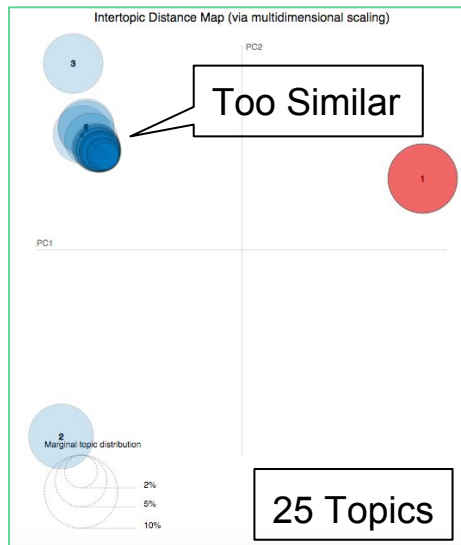 Intertopic Distance Map (via multidimensional scaling)
PC2
3
Too Similar
1
PC1
2
Marginal topic distribution
2%
5%
10%
25 Topics